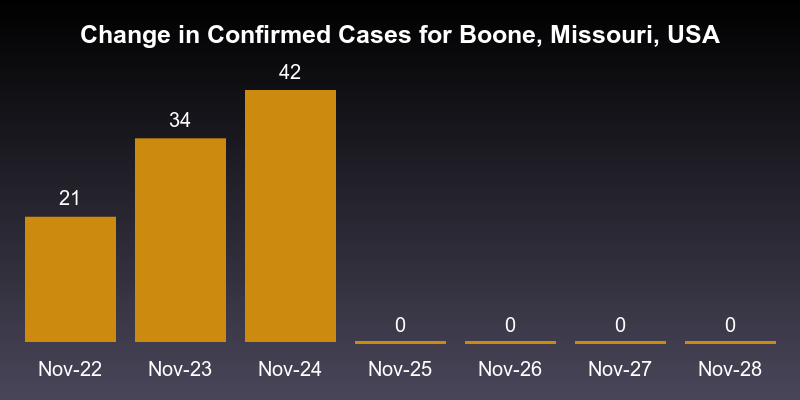 Change in Confirmed Cases for Boone, Missouri, USA
42
34
21
0 0 0 0
Nov-22 Nov-23 Nov-24 Nov-25 Nov-26 Nov-27 Nov-28